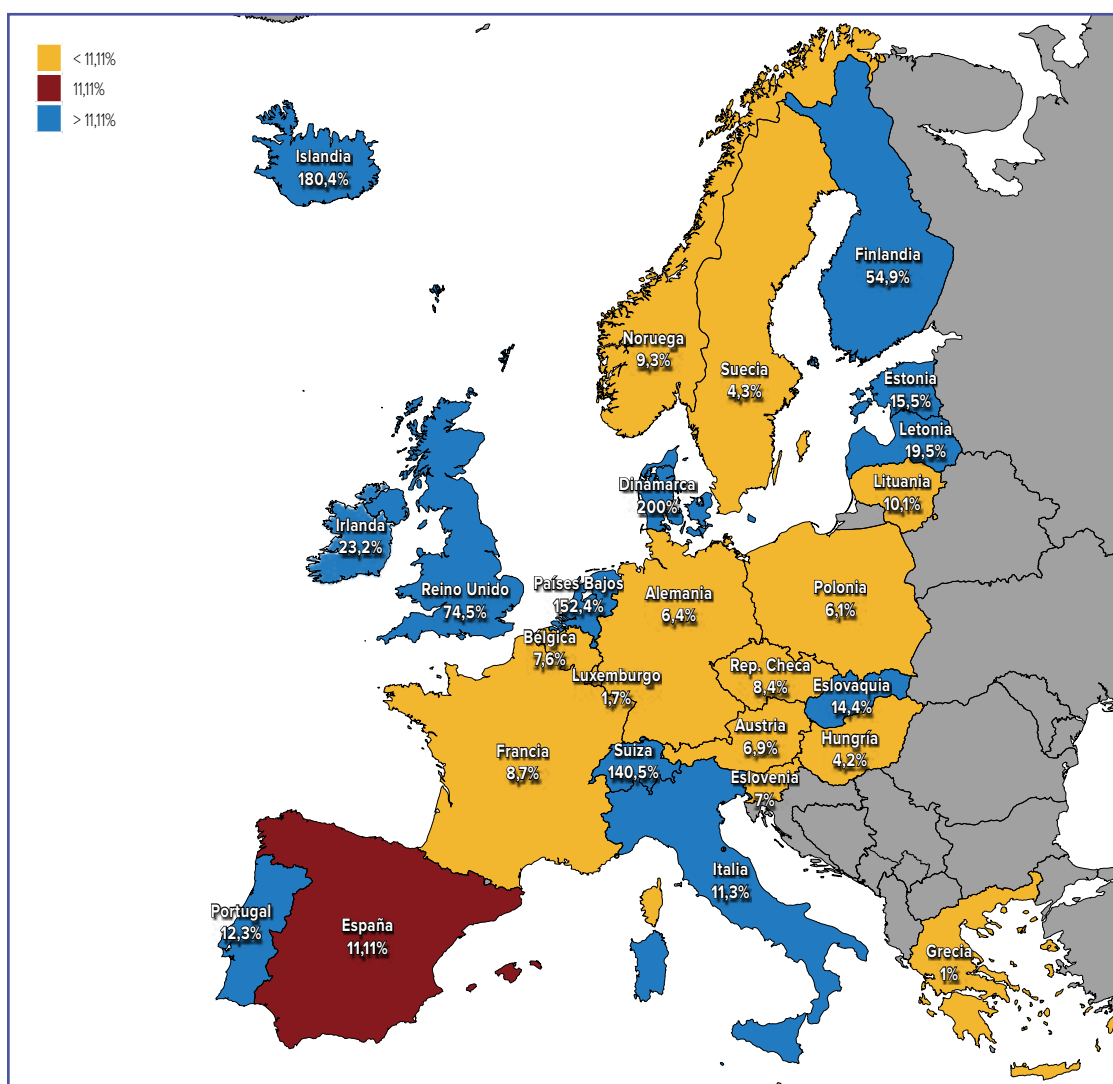 < 11,11%
11,11%
> 11,11%
Islandia
180,4%
Finlandia
54,9%
Noruega
9,3%
Suecia
4,3%
Estonia
15,5%
Letonia
19,5%
Lituania
10,1%
Dinamarca
200%
Irlanda
23,2%
Reino Unido
74,5%
Países Bajos
152,4%
Alemania
6,4%
Polonia
6,1%
Bélgica
7,6%
Luxemburgo
1,7%
Rep. Checa
8,4%
Eslovaquia
14,4%
Austria
6,9%
Hungría
4,2%
Francia
8,7%
Suiza
140,5%
Eslovenia
7%
Italia
11,3%
Portugal
12,3%
España
11,11%
Grecia
1%